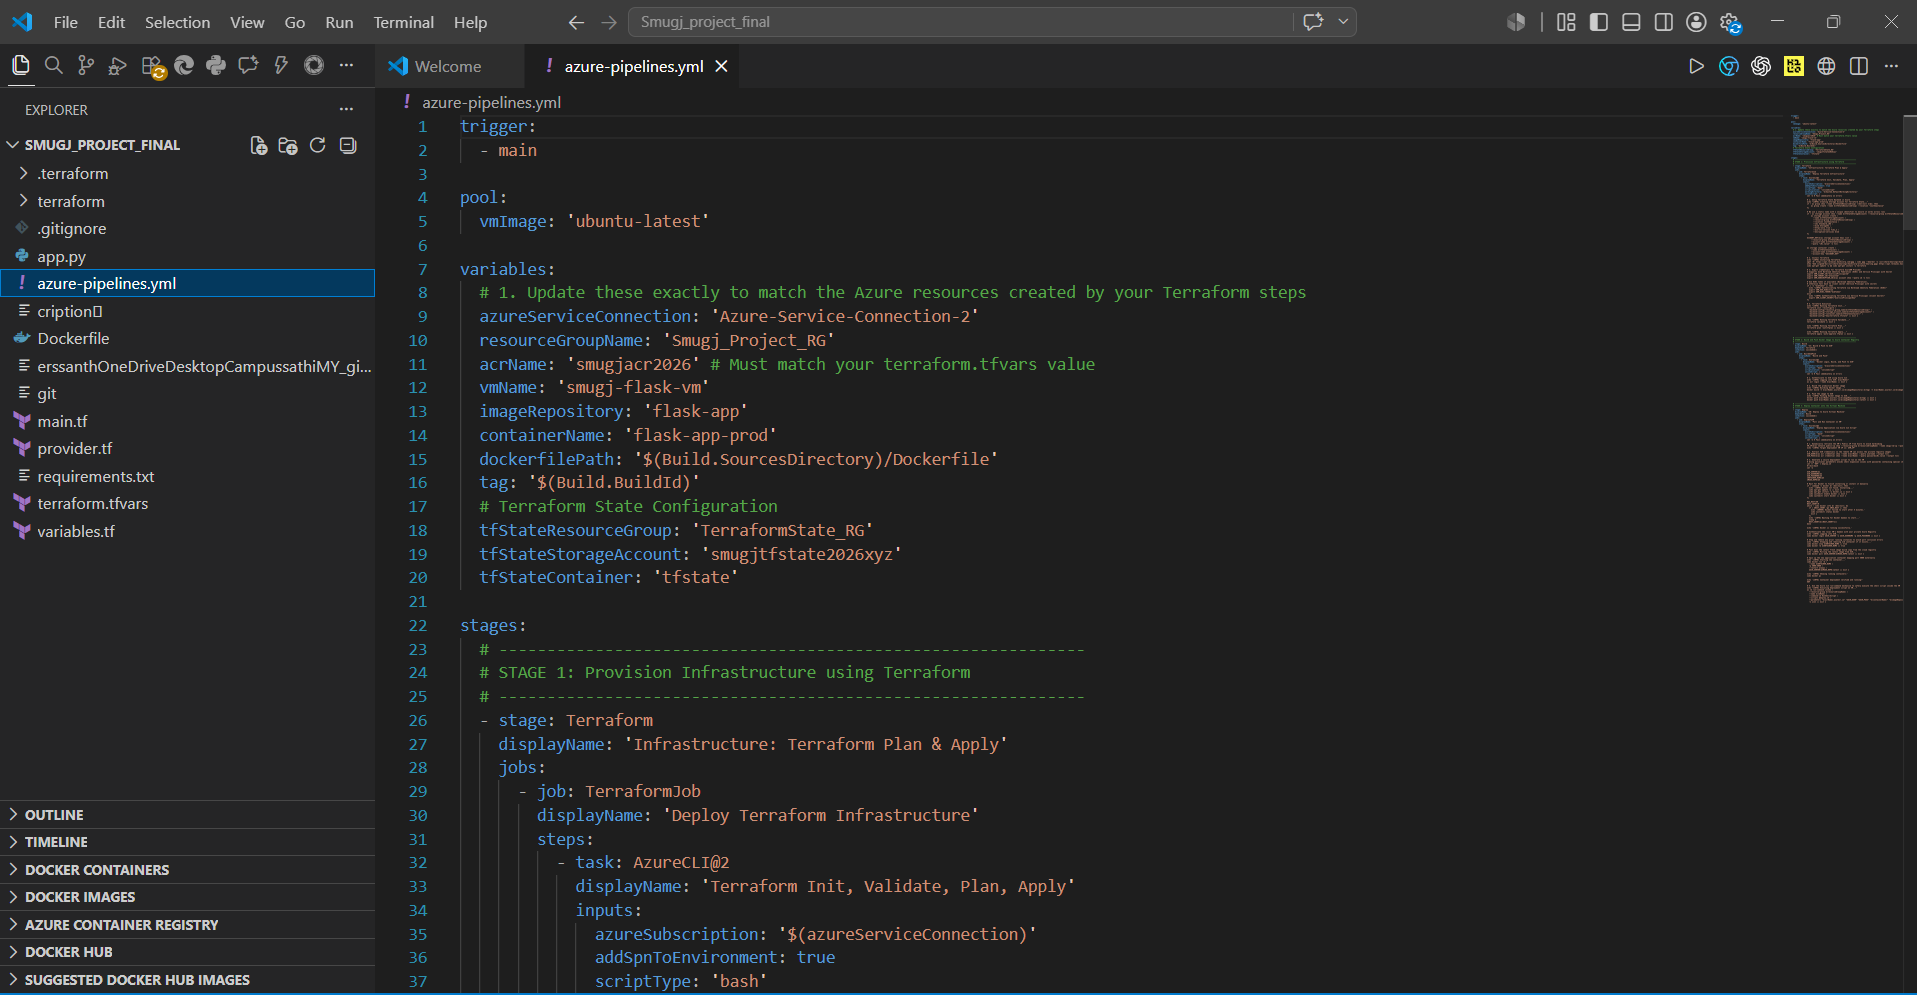 File Edit Selection View Go Run Terminal Help
Smugj_project_final
Welcome
! azure-pipelines.yml
EXPLORER
! azure-pipelines.yml
SMUGJ_PROJECT_FINAL
.terraform
terraform
.gitignore
app.py
! azure-pipelines.yml
cription▯
Dockerfile
erssanthOneDriveDesktopCampussathiMY_gi...
git
main.tf
provider.tf
requirements.txt
terraform.tfvars
variables.tf
OUTLINE
TIMELINE
DOCKER CONTAINERS
DOCKER IMAGES
AZURE CONTAINER REGISTRY
DOCKER HUB
SUGGESTED DOCKER HUB IMAGES
1 trigger:
2 - main
3
4 pool:
5 vmImage: 'ubuntu-latest'
6
7 variables:
8 # 1. Update these exactly to match the Azure resources created by your Terraform steps
9 azureServiceConnection: 'Azure-Service-Connection-2'
10 resourceGroupName: 'Smugj_Project_RG'
11 acrName: 'smugjacr2026' # Must match your terraform.tfvars value
12 vmName: 'smugj-flask-vm'
13 imageRepository: 'flask-app'
14 containerName: 'flask-app-prod'
15 dockerfilePath: '$(Build.SourcesDirectory)/Dockerfile'
16 tag: '$(Build.BuildId)'
17 # Terraform State Configuration
18 tfStateResourceGroup: 'TerraformState_RG'
19 tfStateStorageAccount: 'smugjtfstate2026xyz'
20 tfStateContainer: 'tfstate'
21
22 stages:
23 # -------------------------------------------------------------
24 # STAGE 1: Provision Infrastructure using Terraform
25 # -------------------------------------------------------------
26 - stage: Terraform
27 displayName: 'Infrastructure: Terraform Plan & Apply'
28 jobs:
29 - job: TerraformJob
30 displayName: 'Deploy Terraform Infrastructure'
31 steps:
32 - task: AzureCLI@2
33 displayName: 'Terraform Init, Validate, Plan, Apply'
34 inputs:
35 azureSubscription: '$(azureServiceConnection)'
36 addSpnToEnvironment: true
37 scriptType: 'bash'